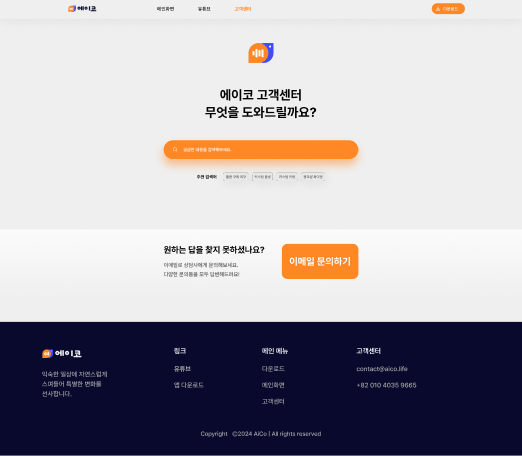 에이코
메인화면
유튜브
고객센터
다운로드
에이코 고객센터
무엇을 도와드릴까요?
궁금한 내용을 검색해보세요.
추천 검색어
원하는 답을 찾지 못하셨나요?
이메일로 상담사에게 문의해보세요.
다양한 문의들을 모두 답변해드려요!
이메일 문의하기
에이코
익숙한 일상에 자연스럽게
스며들어 특별한 변화를
선사합니다.
링크
유튜브
앱 다운로드
메인 메뉴
다운로드
메인화면
고객센터
고객센터
contact@eico.life
+82 010 4035 9665
Copyright ©2024 AiCo | All rights reserved